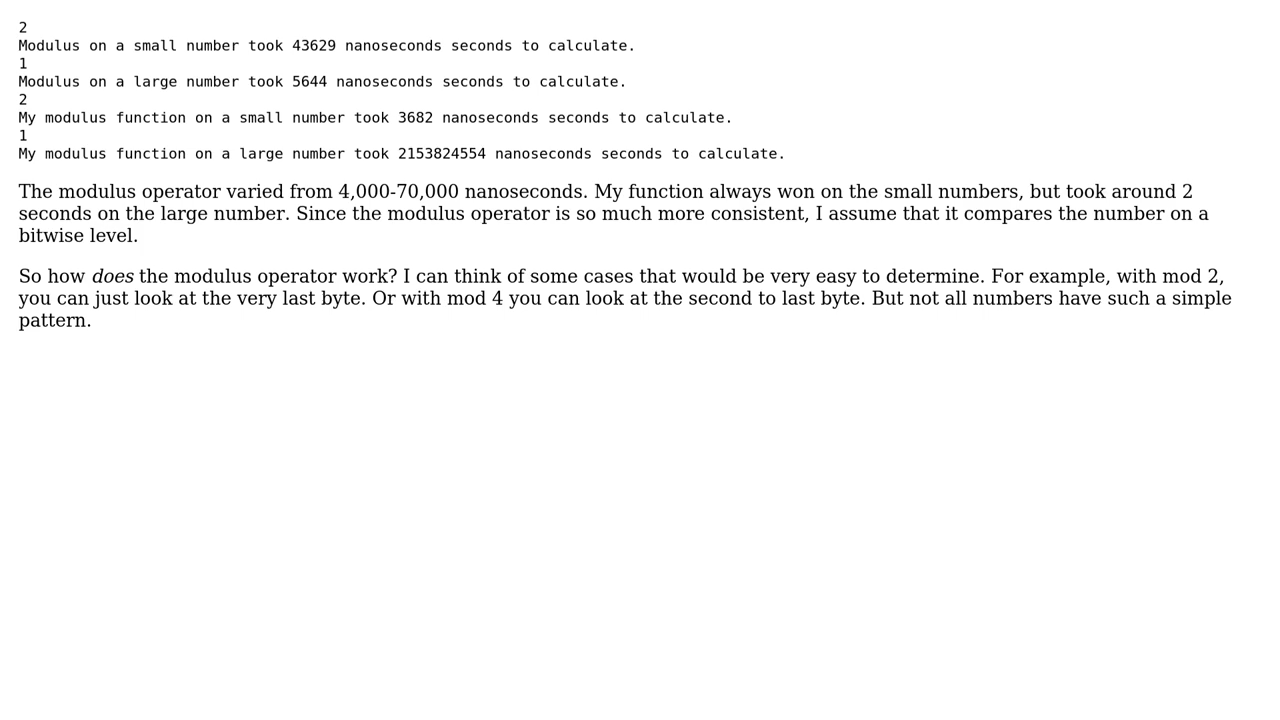 2
Modulus on a small number took 43629 nanoseconds seconds to calculate.
1
Modulus on a large number took 5644 nanoseconds seconds to calculate.
2
My modulus function on a small number took 3682 nanoseconds seconds to calculate.
1
My modulus function on a large number took 2153824554 nanoseconds seconds to calculate.
The modulus operator varied from 4,000-70,000 nanoseconds. My function always won on the small numbers, but took around 2
seconds on the large number. Since the modulus operator is so much more consistent, I assume that it compares the number on a
bitwise level.
So how does the modulus operator work? I can think of some cases that would be very easy to determine. For example, with mod 2,
you can just look at the very last byte. Or with mod 4 you can look at the second to last byte. But not all numbers have such a simple
pattern.